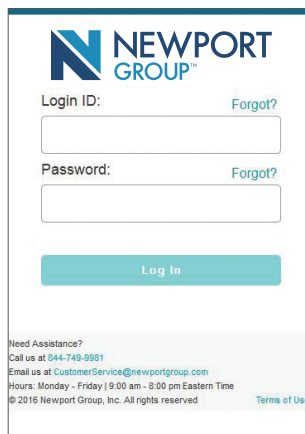 NEWPORT
GROUP™
Login ID:
Forgot?
Password:
Forgot?
Log In
Need Assistance?
Call us at 844-749-9981
Email us at CustomerService@newportgroup.com
Hours: Monday - Friday | 9:00 am - 8:00 pm Eastern Time
© 2016 Newport Group, Inc. All rights reserved Terms of Us